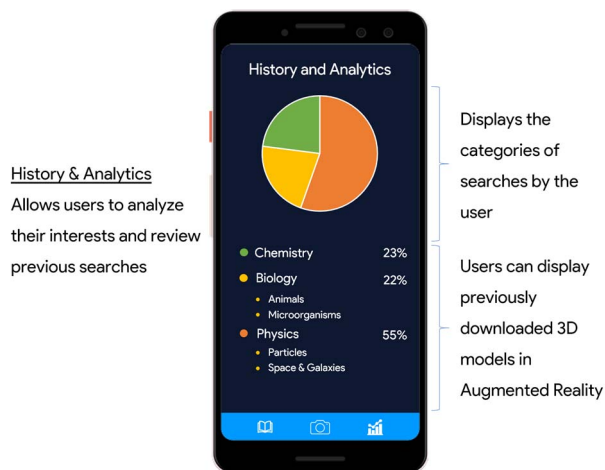 History and Analytics
History & Analytics
Allows users to analyze
their interests and review
previous searches
Displays the
categories of
searches by the
user
Chemistry 23%
Biology 22%
Animals
Microorganisms
Physics 55%
Particles
Space & Galaxies
Users can display
previously
downloaded 3D
models in
Augmented Reality